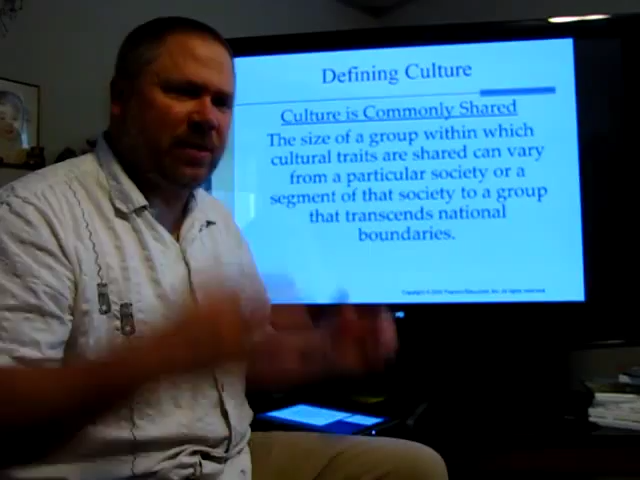 Defining Culture
Culture is Commonly Shared
The size of a group within which
cultural traits are shared can vary
from a particular society or a
segment of that society to a group
that transcends national
boundaries.